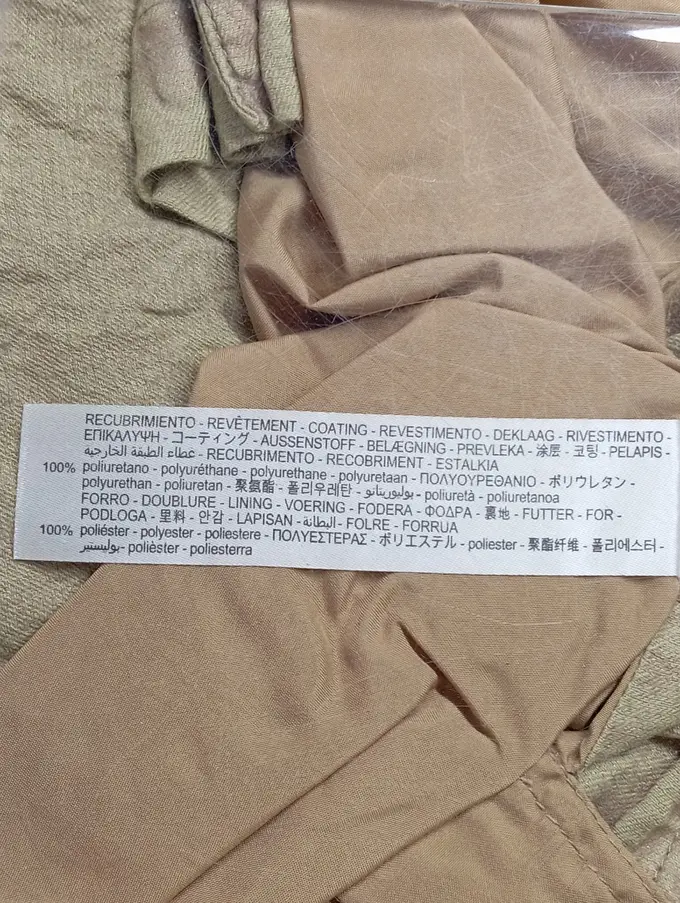 RECUBRIMIENTO - REVÊTEMENT - COATING - REVESTIMENTO - DEKLAAG - RIVESTIMENTO -
ΕΠΙΚΑΛΥΨΗ - コーティング - AUSSENSTOFF - BELÆGNING - PREVLEKA - 涂层 - 코팅 - PELAPIS -
غطاء الطبقة الخارجية - RECUBRIMENTO - RECOBRIMENT - ESTALKIA
100% poliuretano - polyuréthane - polyurethane - polyuretaan - ΠΟΛΥΟΥΡΕΘΑΝΙΟ - ポリウレタン -
polyurethan - poliuretan - 聚氨酯 - 폴리우레탄 - بوليوريتانو - poliuretà - poliuretanoa
FORRO - DOUBLURE - LINING - VOERING - FODERA - ΦΟΔΡΑ - 裏地 - FUTTER - FOR -
PODLOGA - 里料 - 안감 - LAPISAN - البطانة - FOLRE - FORRUA
100% poliéster - polyester - poliestere - ΠΟΛΥΕΣΤΕΡΑΣ - ポリエステル - poliester - 聚酯纤维 - 폴리에스터 -
بوليستير - polièster - poliesterra